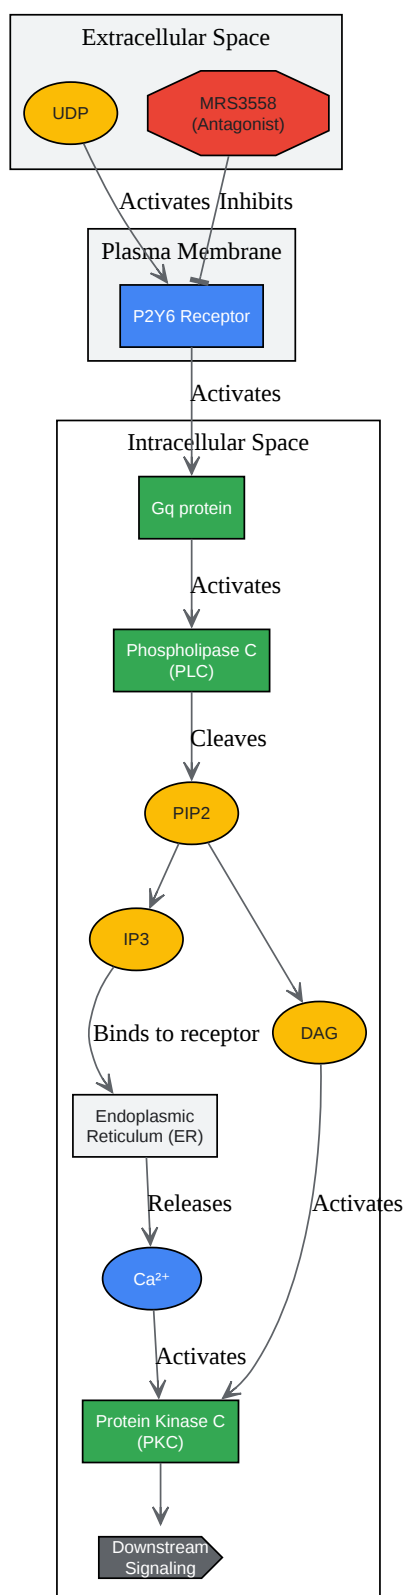 Extracellular Space
UDP
MRS3558
(Antagonist)
Activates
Inhibits
Plasma Membrane
P2Y6 Receptor
Activates
Intracellular Space
Gq protein
Activates
Phospholipase C
(PLC)
Cleaves
PIP2
IP3
DAG
Binds to receptor
Endoplasmic
Reticulum (ER)
Releases
Activates
Ca²⁺
Activates
Protein Kinase C
(PKC)
Downstream
Signaling